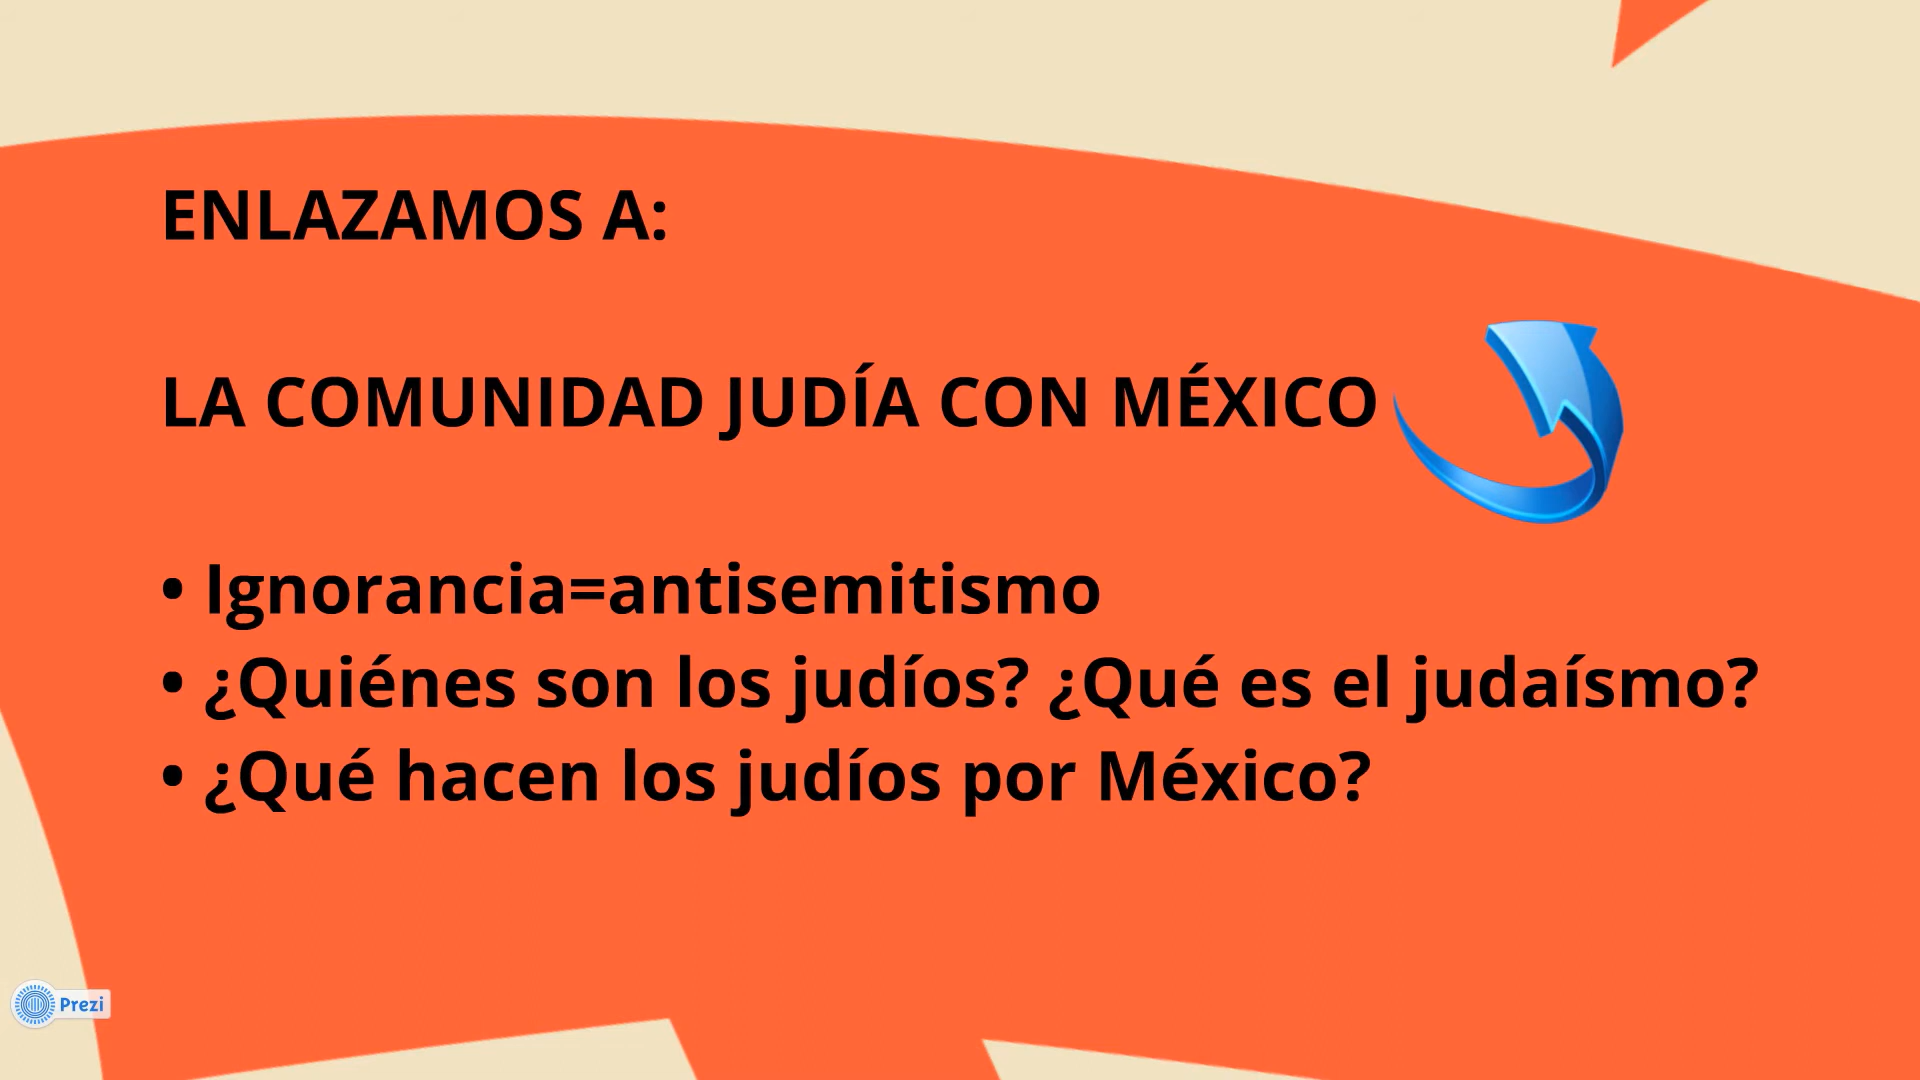 ENLAZAMOS A:
LA COMUNIDAD JUDÍA CON MÉXICO
• Ignorancia=antisemitismo
• ¿Quiénes son los judíos? ¿Qué es el judaísmo?
• ¿Qué hacen los judíos por México?
Prezi